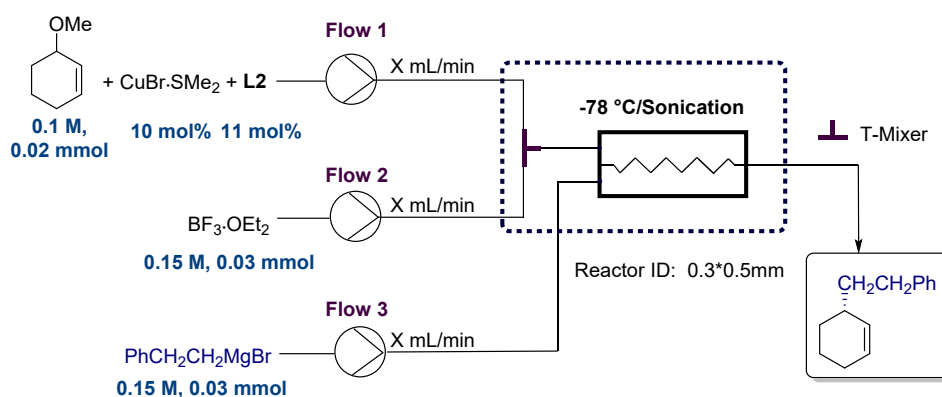 OMe
+ CuBr·SMe2 + L2
0.1 M,
0.02 mmol
10 mol% 11 mol%
Flow 1
X mL/min
-78 °C/Sonication
T-Mixer
Flow 2
X mL/min
BF3·OEt2
0.15 M, 0.03 mmol
Reactor ID: 0.3*0.5mm
Flow 3
X mL/min
PhCH2CH2MgBr
0.15 M, 0.03 mmol
CH2CH2Ph